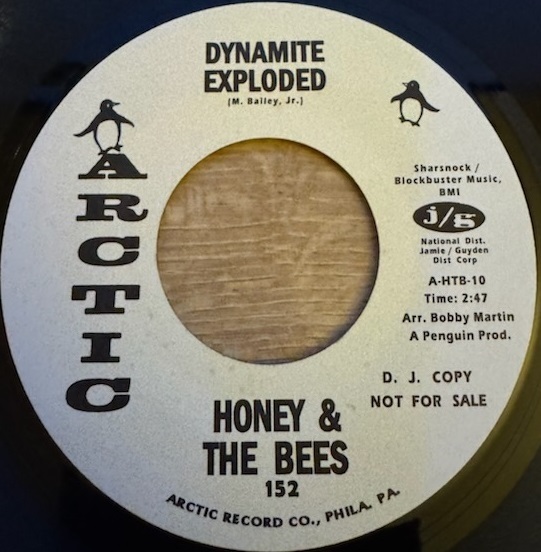 DYNAMITE
EXPLODED
(M. Bailey, Jr.)
ARCTIC
Sharsnock /
Blockbuster Music,
BMI
j/g
National Dist.
Jamie / Guyden
Dist Corp
A-HTB-10
Time: 2:47
Arr. Bobby Martin
A Penguin Prod.
D. J. COPY
NOT FOR SALE
HONEY &
THE BEES
152
ARCTIC RECORD CO., PHILA. PA.